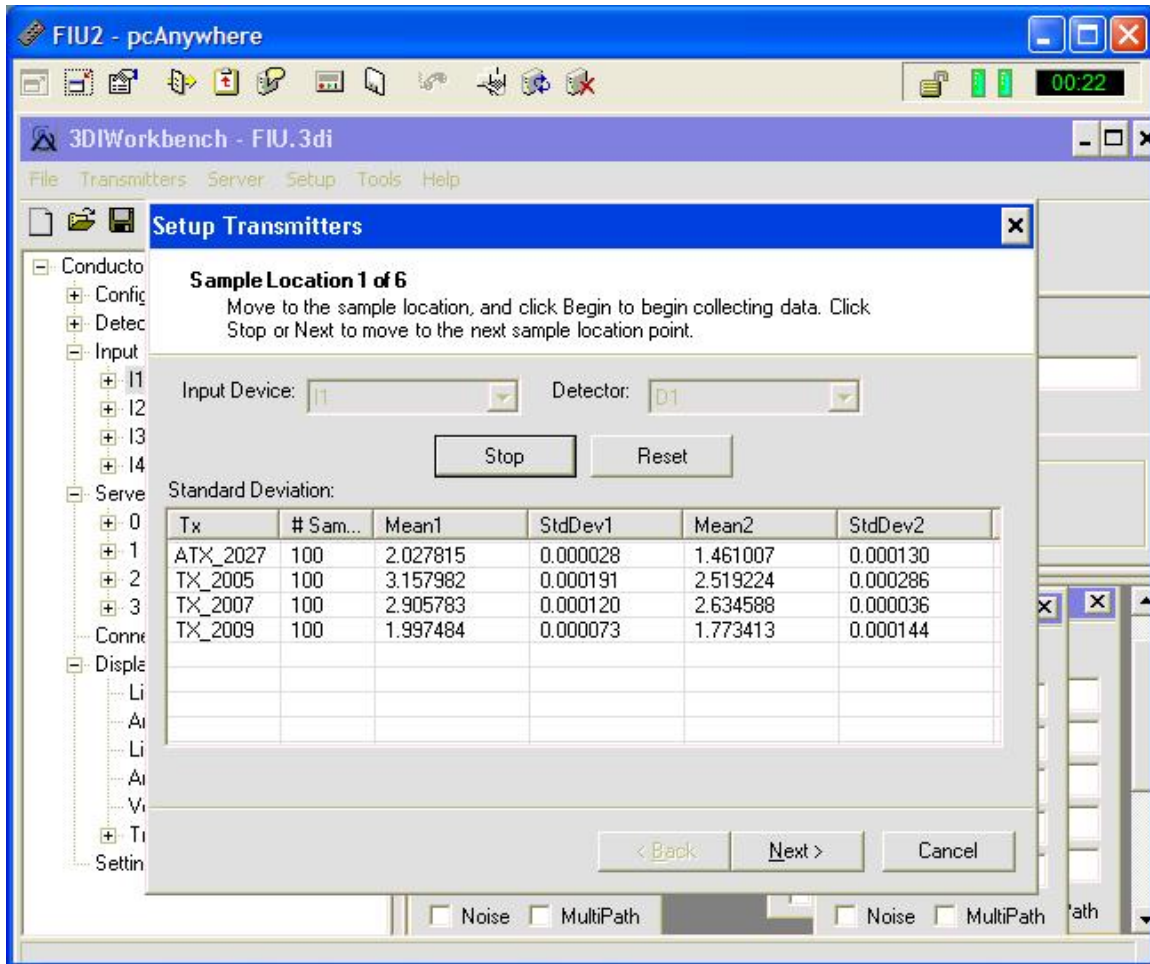 FIU2 - pcAnywhere
00:22
3DIWorkbench - FIU.3di
File Transmitters Server Setup Tools Help
Setup Transmitters
Sample Location 1 of 6
Move to the sample location, and click Begin to begin collecting data. Click
Stop or Next to move to the next sample location point.
Input Device: I1 Detector: D1
Stop Reset
Standard Deviation:
Tx # Sam... Mean1 StdDev1 Mean2 StdDev2
ATX_2027 100 2.027815 0.000028 1.461007 0.000130
TX_2005 100 3.157982 0.000191 2.519224 0.000286
TX_2007 100 2.905783 0.000120 2.634588 0.000036
TX_2009 100 1.997484 0.000073 1.773413 0.000144
< Back Next > Cancel
Conducto
Config
Detec
Input
I1
I2
I3
I4
Serve
0
1
2
3
Conne
Displa
Li
Li
Settin
Noise MultiPath Noise MultiPath Path